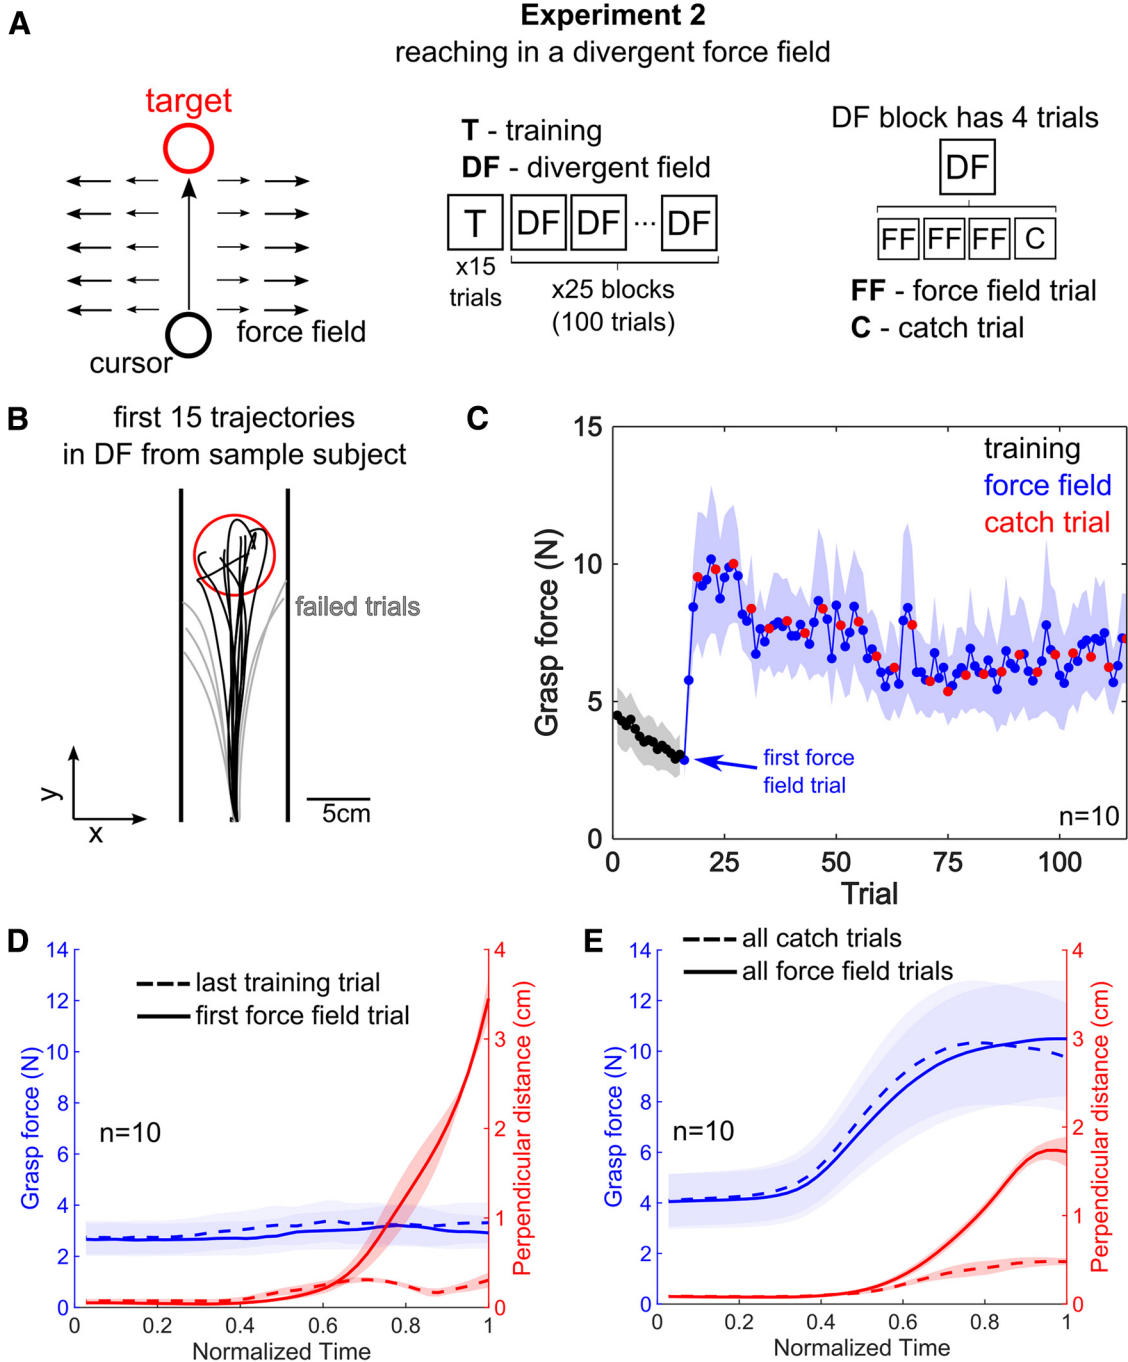 A
Experiment 2
reaching in a divergent force field
target
cursor
force field
T - training
DF - divergent field
T DF DF ... DF
x15
trials
x25 blocks
(100 trials)
DF block has 4 trials
DF
FF FF FF C
FF - force field trial
C - catch trial
B
first 15 trajectories
in DF from sample subject
failed trials
y
x
5cm
C
Grasp force (N)
15
10
5
0
training
force field
catch trial
first force
field trial
n=10
0 25 50 75 100
Trial
D
Grasp force (N)
14
12
10
8
6
4
2
0
last training trial
first force field trial
n=10
4
3
2
1
0
Perpendicular distance (cm)
0 0.2 0.4 0.6 0.8 1
Normalized Time
E
all catch trials
all force field trials
Grasp force (N)
14
12
10
8
6
4
2
0
n=10
4
3
2
1
0
Perpendicular distance (cm)
0 0.2 0.4 0.6 0.8 1
Normalized Time